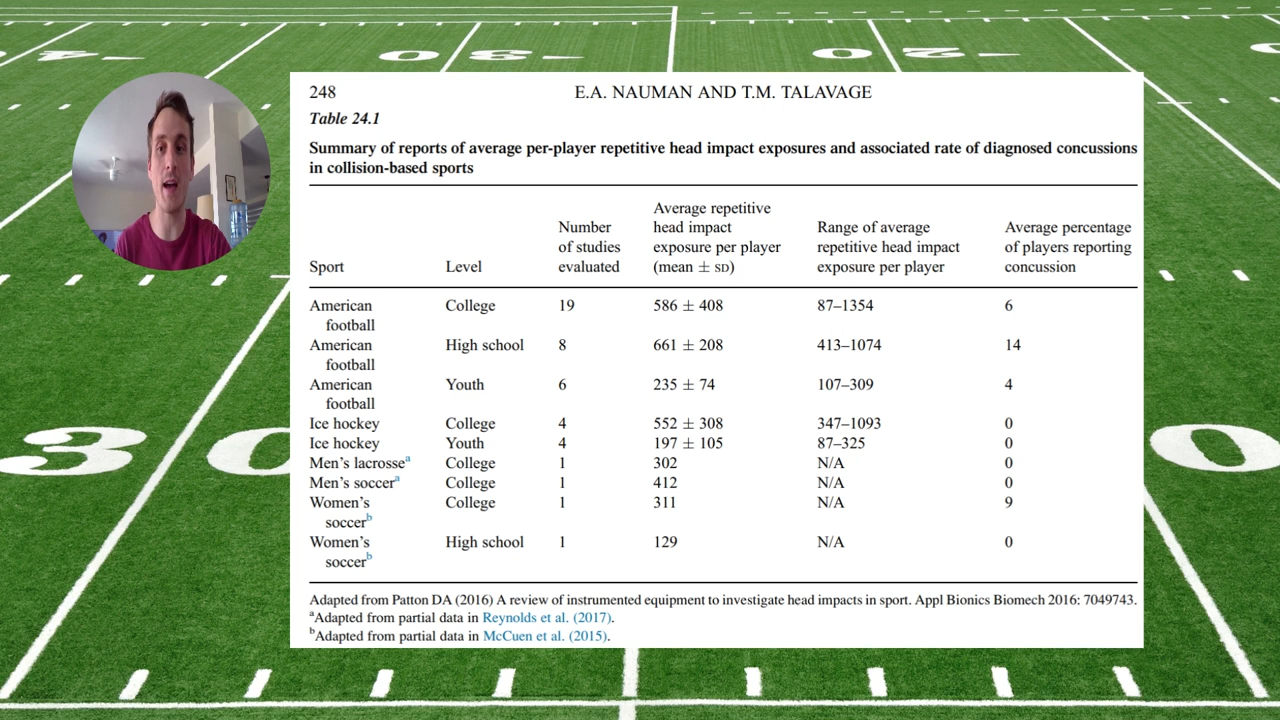 4 3 0 2 0
248 E.A. NAUMAN AND T.M. TALAVAGE
Table 24.1
Summary of reports of average per-player repetitive head impact exposures and associated rate of diagnosed concussions
in collision-based sports
Sport Level Number of studies evaluated Average repetitive head impact exposure per player (mean ± SD) Range of average repetitive head impact exposure per player Average percentage of players reporting concussion
American football College 19 586 ± 408 87–1354 6
American football High school 8 661 ± 208 413–1074 14
American football Youth 6 235 ± 74 107–309 4
Ice hockey College 4 552 ± 308 347–1093 0
Ice hockey Youth 4 197 ± 105 87–325 0
Men's lacrosseᵃ College 1 302 N/A 0
Men's soccerᵃ College 1 412 N/A 0
Women's soccerᵇ College 1 311 N/A 9
Women's soccerᵇ High school 1 129 N/A 0
Adapted from Patton DA (2016) A review of instrumented equipment to investigate head impacts in sport. Appl Bionics Biomech 2016: 7049743.
ᵃAdapted from partial data in Reynolds et al. (2017).
ᵇAdapted from partial data in McCuen et al. (2015).
3 0 0